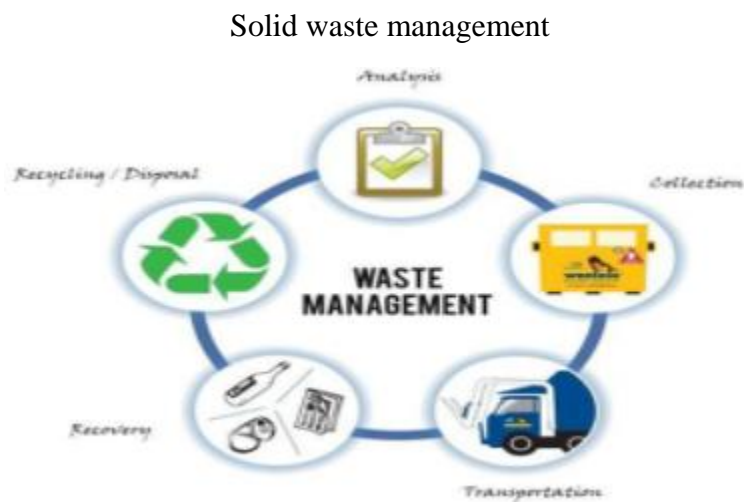 Solid waste management
Analysis
Recycling / Disposal
Collection
WASTE
MANAGEMENT
Recovery
Transportation